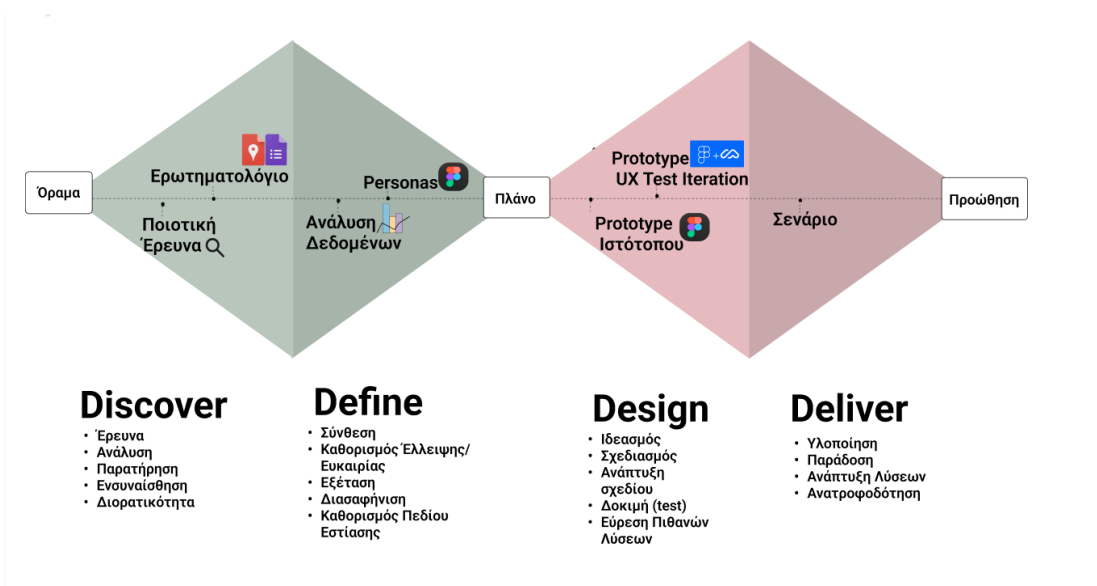 Όραμα
Ερωτηματολόγιο
Ποιοτική
Έρευνα
Personas
Ανάλυση
Δεδομένων
Πλάνο
Prototype
UX Test Iteration
Prototype
Ιστότοπου
Σενάριο
Προώθηση
Discover
• Έρευνα
• Ανάλυση
• Παρατήρηση
• Ενσυναίσθηση
• Διορατικότητα
Define
• Σύνθεση
• Καθορισμός Έλλειψης/
Ευκαιρίας
• Εξέταση
• Διασαφήνιση
• Καθορισμός Πεδίου
Εστίασης
Design
• Ιδεασμός
• Σχεδιασμός
• Ανάπτυξη
σχεδίου
• Δοκιμή (test)
• Εύρεση Πιθανών
Λύσεων
Deliver
• Υλοποίηση
• Παράδοση
• Ανάπτυξη Λύσεων
• Ανατροφοδότηση